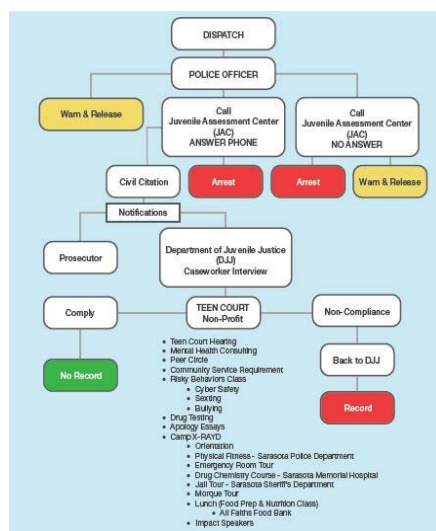 DISPATCH
POLICE OFFICER
Warn & Release
Call
Juvenile Assessment Center
(JAC)
ANSWER PHONE
Call
Juvenile Assessment Center
(JAC)
NO ANSWER
Civil Citation
Arrest
Arrest
Warn & Release
Notifications
Prosecutor
Department of Juvenile Justice
(DJJ)
Caseworker Interview
Comply
TEEN COURT
Non-Profit
Non-Compliance
No Record
Back to DJJ
Record
• Teen Court Hearing
• Mental Health Consulting
• Peer Circle
• Community Service Requirement
• Risky Behaviors Class
• Cyber Safety
• Sexting
• Bullying
• Drug Testing
• Apology Essays
• Camp X-RAYD
• Orientation
• Physical Fitness - Sarasota Police Department
• Emergency Room Tour
• Drug Chemistry Course - Sarasota Memorial Hospital
• Jail Tour - Sarasota Sheriff's Department
• Morque Tour
• Lunch (Food Prep & Nutrition Class)
• All Faiths Food Bank
• Impact Speakers